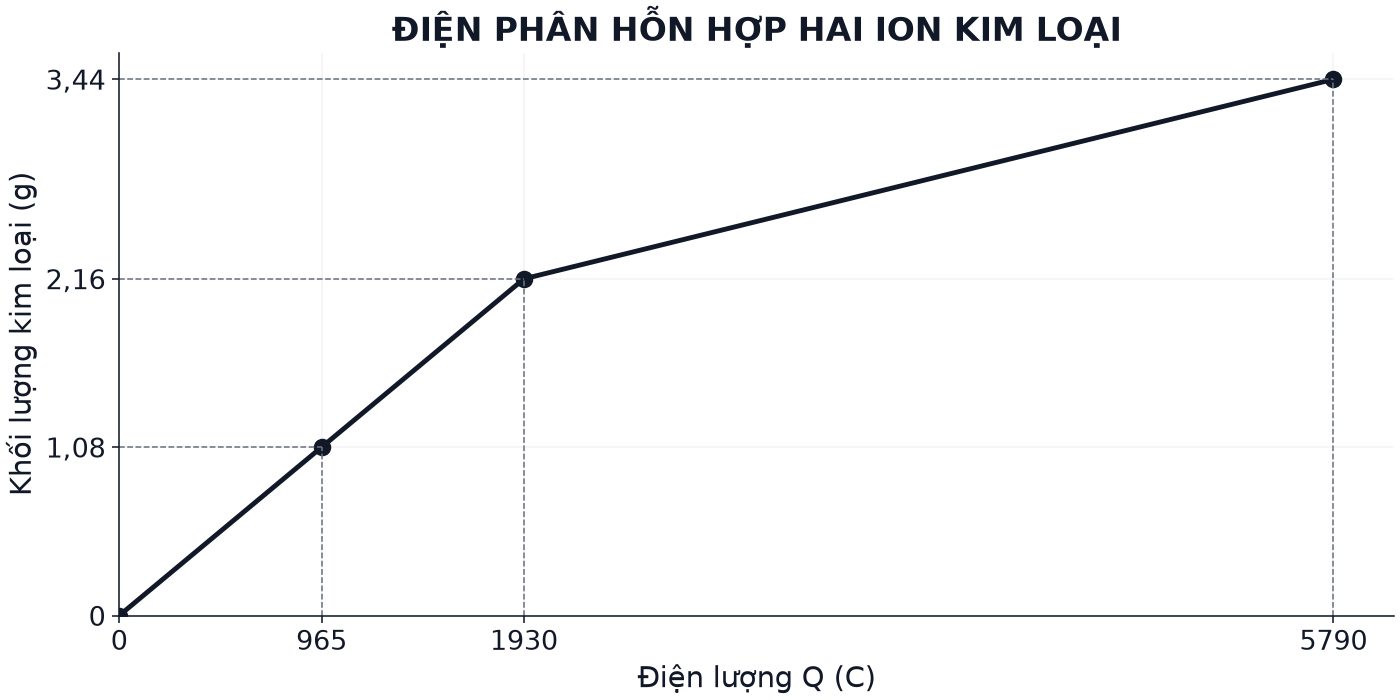 ĐIỆN PHÂN HỖN HỢP HAI ION KIM LOẠI
Khối lượng kim loại (g)
3,44
2,16
1,08
0
0
965
1930
5790
Điện lượng Q (C)